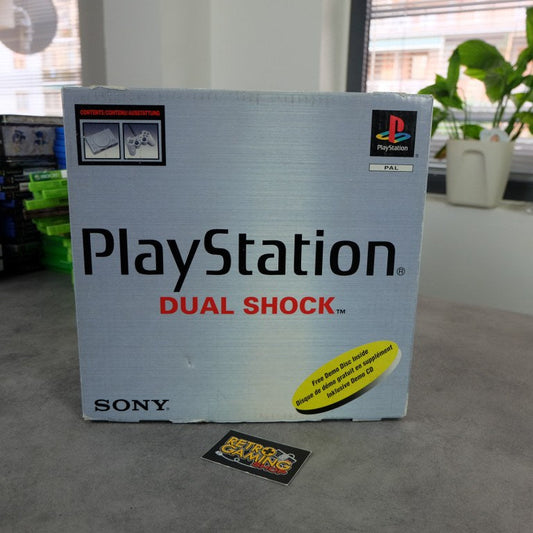 CONTENTS CONTENU AUSSTATTUNG
PlayStation
PAL
PlayStation®
DUAL SHOCK™
Free Demo Disc Inside
Disque de démo gratuit en supplément
Inklusive Demo CD
SONY.
RETRO
GAMING
SHOP